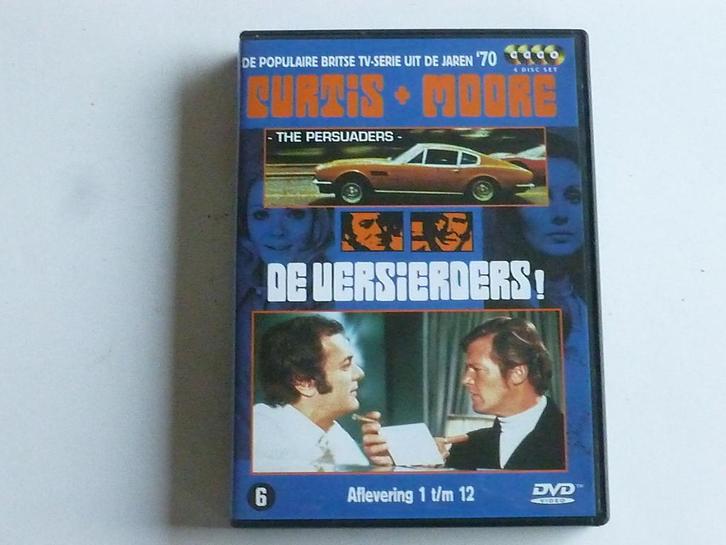 DE POPULAIRE BRITSE TV-SERIE UIT DE JAREN '70
4 DISC SET
CURTIS + MOORE
- THE PERSUADERS -
DE VERSIERDERS!
6
Aflevering 1 t/m 12
DVD™
VIDEO